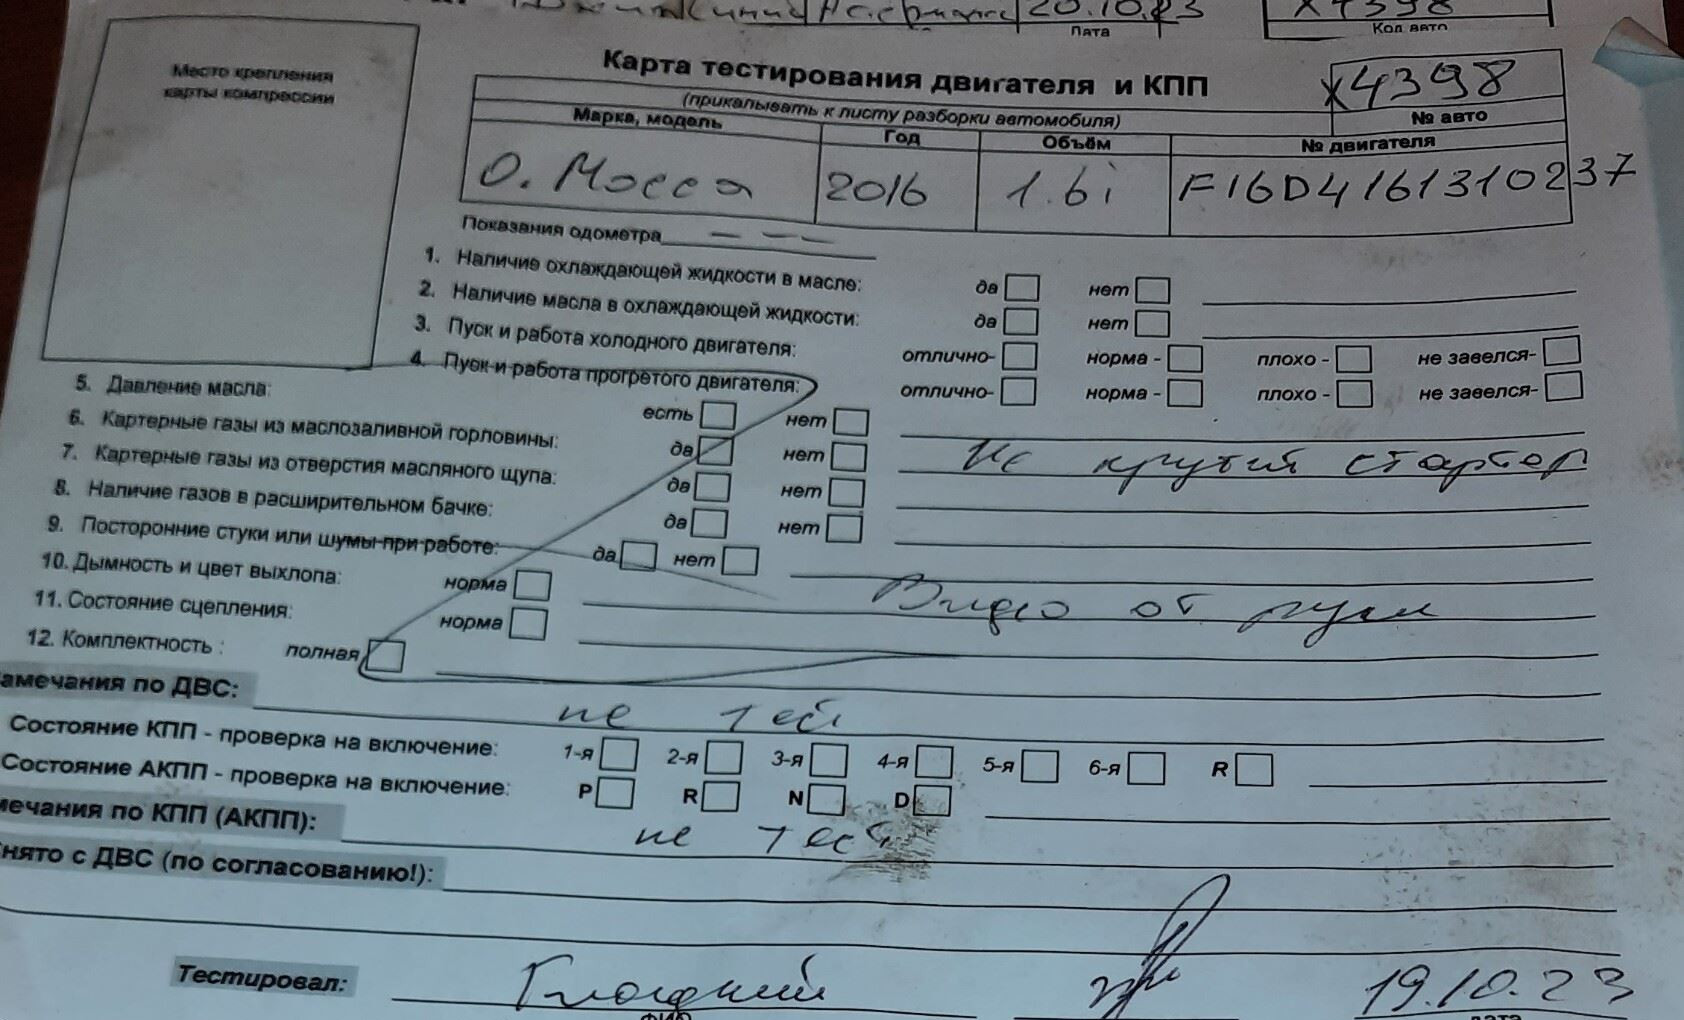 20.10.23
Дата
Х4398
Код авто
Место крепления
карты компрессии
Карта тестирования двигателя и КПП
(прикалывать к листу разборки автомобиля)
Х4398
№ авто
Марка, модель Год Объём № двигателя
О. Мосса 2016 1.6i F16D4161310237
Показания одометра - - -
1. Наличие охлаждающей жидкости в масле: да нет
2. Наличие масла в охлаждающей жидкости: да нет
3. Пуск и работа холодного двигателя: отлично- норма - плохо - не завелся-
4. Пуск и работа прогретого двигателя: отлично- норма - плохо - не завелся-
5. Давление масла: есть нет
6. Картерные газы из маслозаливной горловины: да нет Не крутит стартер
7. Картерные газы из отверстия масляного щупа: да нет
8. Наличие газов в расширительном бачке: да нет
9. Посторонние стуки или шумы при работе: да нет
10. Дымность и цвет выхлопа: норма Видео от руки
11. Состояние сцепления: норма
12. Комплектность : полная
амечания по ДВС: не тест
Состояние КПП - проверка на включение: 1-я 2-я 3-я 4-я 5-я 6-я R
Состояние АКПП - проверка на включение: P R N D
мечания по КПП (АКПП): не тест
нято с ДВС (по согласованию!):
Тестировал: 19.10.23
ФИО дата